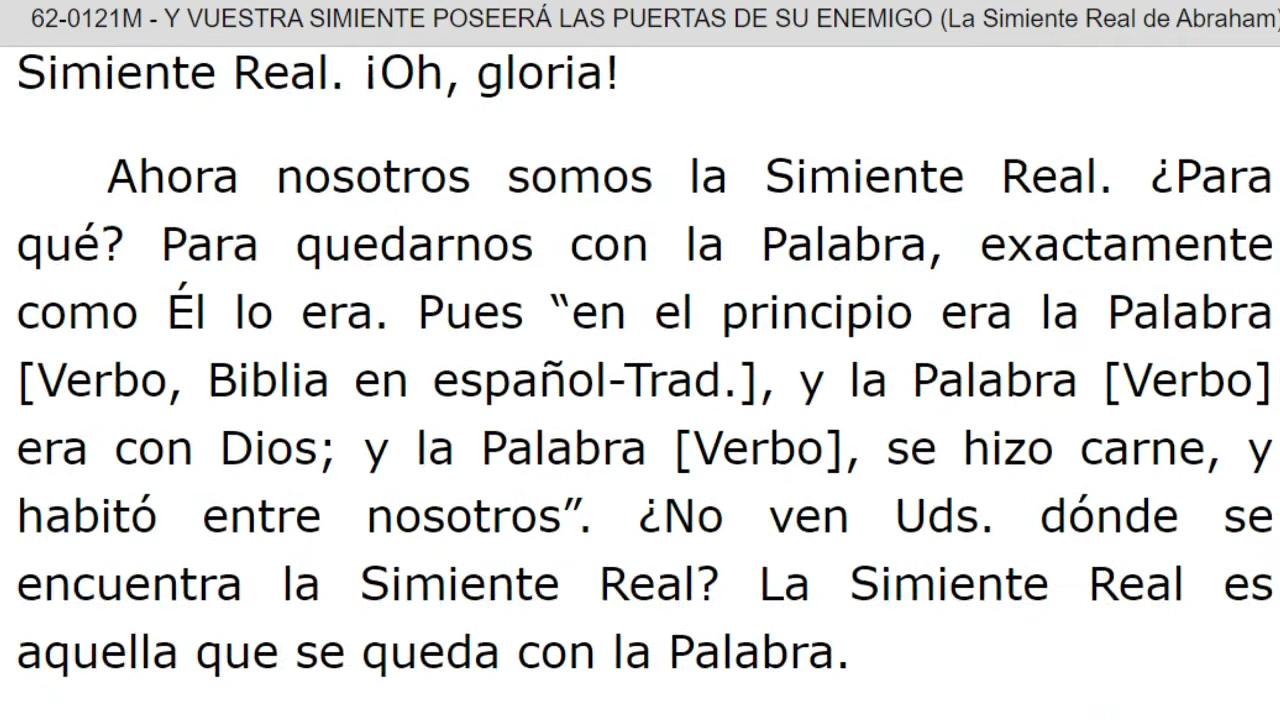 62-0121M - Y VUESTRA SIMIENTE POSEERÁ LAS PUERTAS DE SU ENEMIGO (La Simiente Real de Abraham)
Simiente Real. ¡Oh, gloria!
Ahora nosotros somos la Simiente Real. ¿Para
qué? Para quedarnos con la Palabra, exactamente
como Él lo era. Pues “en el principio era la Palabra
[Verbo, Biblia en español-Trad.], y la Palabra [Verbo]
era con Dios; y la Palabra [Verbo], se hizo carne, y
habitó entre nosotros”. ¿No ven Uds. dónde se
encuentra la Simiente Real? La Simiente Real es
aquella que se queda con la Palabra.